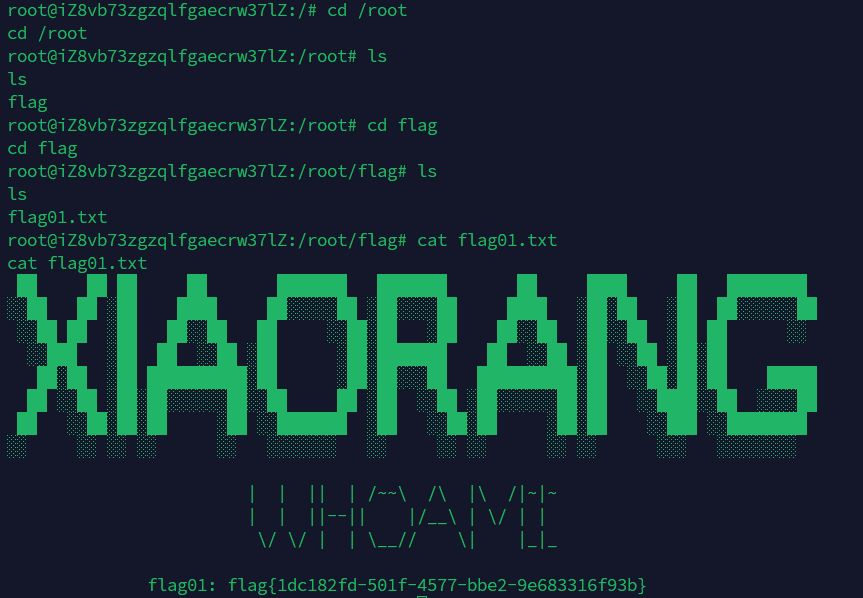 root@iZ8vb73zgzqlfgaecrw37lZ:/# cd /root
cd /root
root@iZ8vb73zgzqlfgaecrw37lZ:/root# ls
ls
flag
root@iZ8vb73zgzqlfgaecrw37lZ:/root# cd flag
cd flag
root@iZ8vb73zgzqlfgaecrw37lZ:/root/flag# ls
ls
flag01.txt
root@iZ8vb73zgzqlfgaecrw37lZ:/root/flag# cat flag01.txt
cat flag01.txt
XIAORANG
flag01: flag{1dc182fd-501f-4577-bbe2-9e683316f93b}